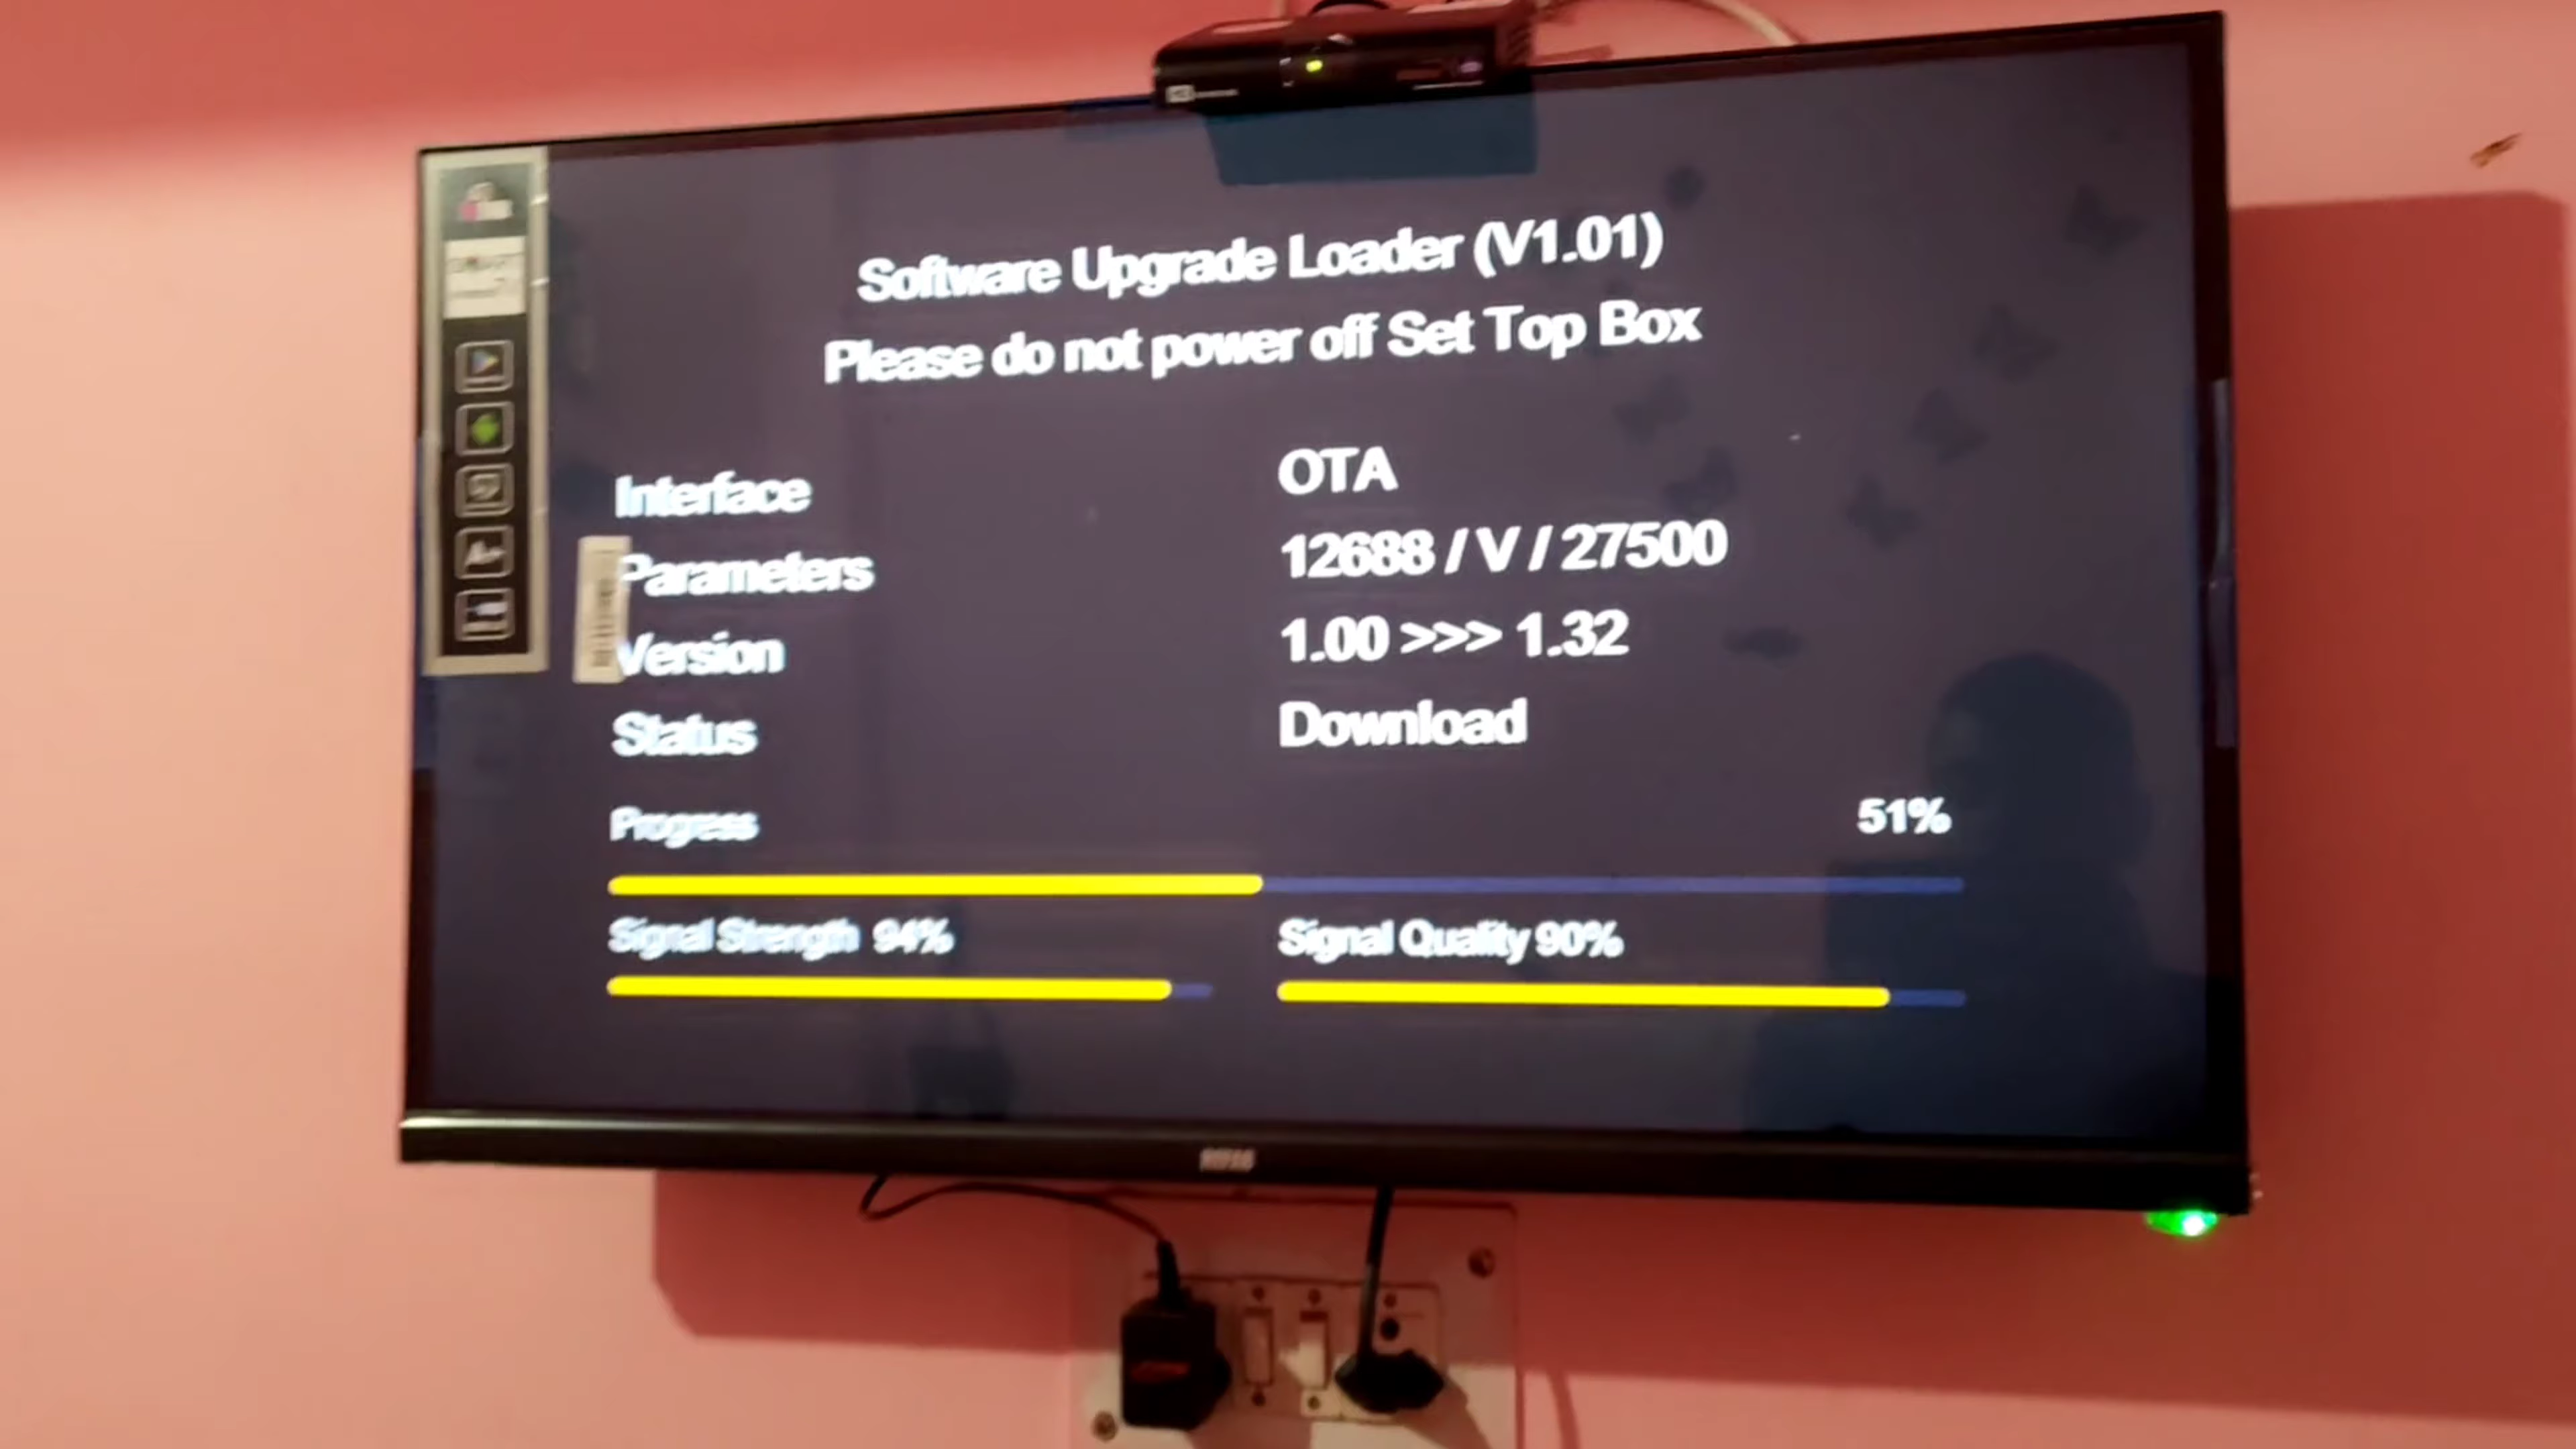 Software Upgrade Loader (V1.01)
Please do not power off Set Top Box
Interface OTA
Parameters 12688 / V / 27500
Version 1.00 >>> 1.32
Status Download
Progress 51%
Signal Strength 94% Signal Quality 90%